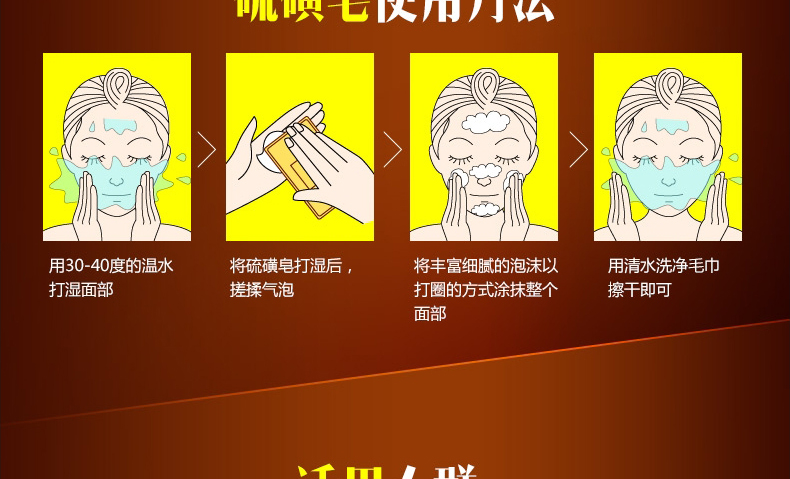 硫磺皂使用方法
用30-40度的温水
打湿面部
将硫磺皂打湿后，
搓揉气泡
将丰富细腻的泡沫以
打圈的方式涂抹整个
面部
用清水洗净毛巾
擦干即可
适用人群